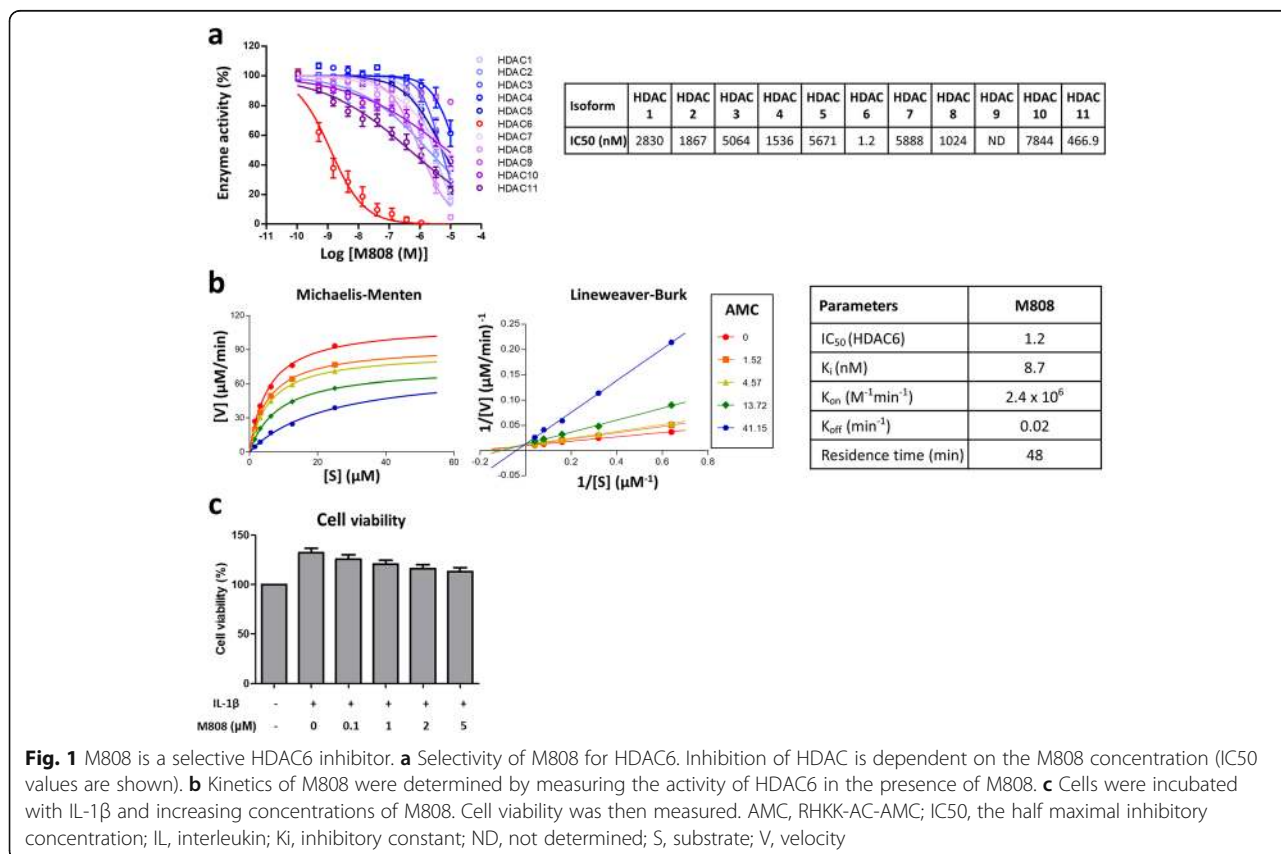 a
120
100
80
60
40
20
0
Enzyme activity (%)
-11 -10 -9 -8 -7 -6 -5 -4
Log [M808 (M)]
HDAC1
HDAC2
HDAC3
HDAC4
HDAC5
HDAC6
HDAC7
HDAC8
HDAC9
HDAC10
HDAC11
Isoform HDAC 1 HDAC 2 HDAC 3 HDAC 4 HDAC 5 HDAC 6 HDAC 7 HDAC 8 HDAC 9 HDAC 10 HDAC 11
IC50 (nM) 2830 1867 5064 1536 5671 1.2 5888 1024 ND 7844 466.9
b
Michaelis-Menten
120
90
60
30
0
[V] (µM/min)
0 20 40 60
[S] (µM)
Lineweaver-Burk
0.25
0.20
0.15
0.10
0.05
-0.05
1/[V] (µM/min)⁻¹
-0.2 0.2 0.4 0.6 0.8
1/[S] (µM⁻¹)
AMC
0
1.52
4.57
13.72
41.15
Parameters M808
IC₅₀ (HDAC6) 1.2
Kᵢ (nM) 8.7
Kₒₙ (M⁻¹min⁻¹) 2.4 x 10⁶
Kₒff (min⁻¹) 0.02
Residence time (min) 48
c
Cell viability
150
100
50
0
Cell viability (%)
IL-1β - + + + + +
M808 (µM) - 0 0.1 1 2 5
Fig. 1 M808 is a selective HDAC6 inhibitor. a Selectivity of M808 for HDAC6. Inhibition of HDAC is dependent on the M808 concentration (IC50
values are shown). b Kinetics of M808 were determined by measuring the activity of HDAC6 in the presence of M808. c Cells were incubated
with IL-1β and increasing concentrations of M808. Cell viability was then measured. AMC, RHKK-AC-AMC; IC50, the half maximal inhibitory
concentration; IL, interleukin; Ki, inhibitory constant; ND, not determined; S, substrate; V, velocity